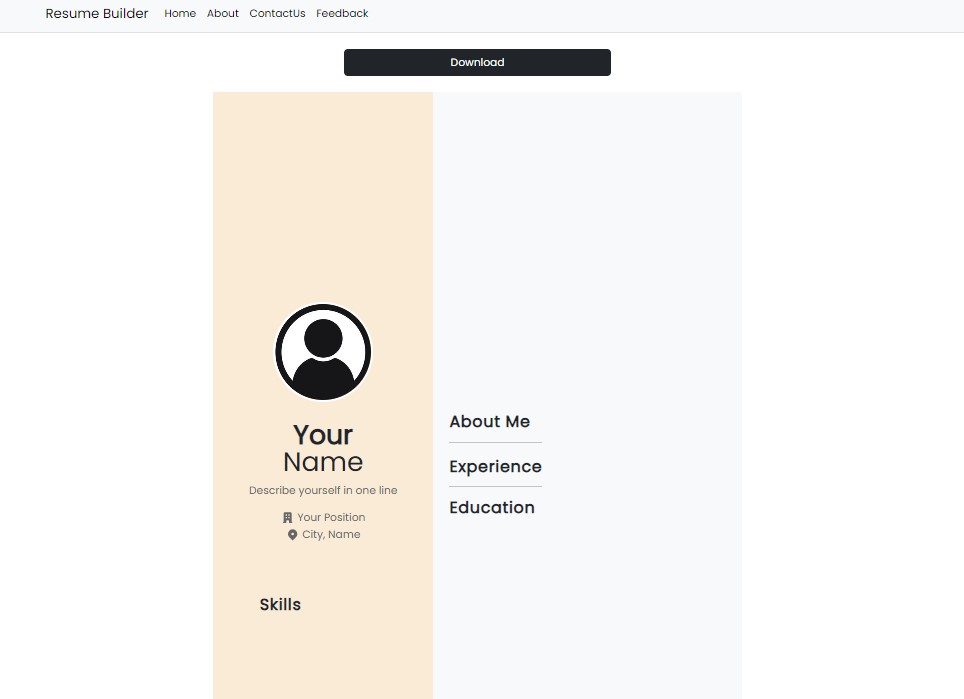 Resume Builder Home About ContactUs Feedback
Download
Your
Name
Describe yourself in one line
Your Position
City, Name
Skills
About Me
Experience
Education